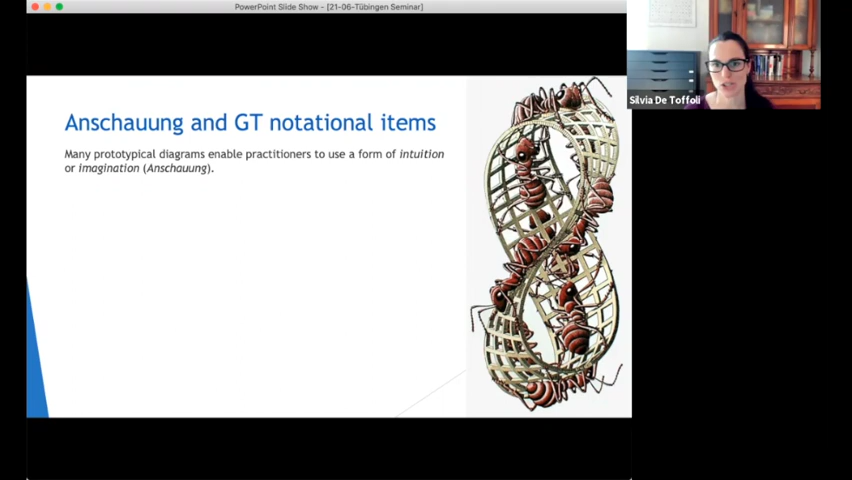 PowerPoint Slide Show - [21-06-Tübingen Seminar]
Silvia De Toffoli
Anschauung and GT notational items
Many prototypical diagrams enable practitioners to use a form of intuition
or imagination (Anschauung).